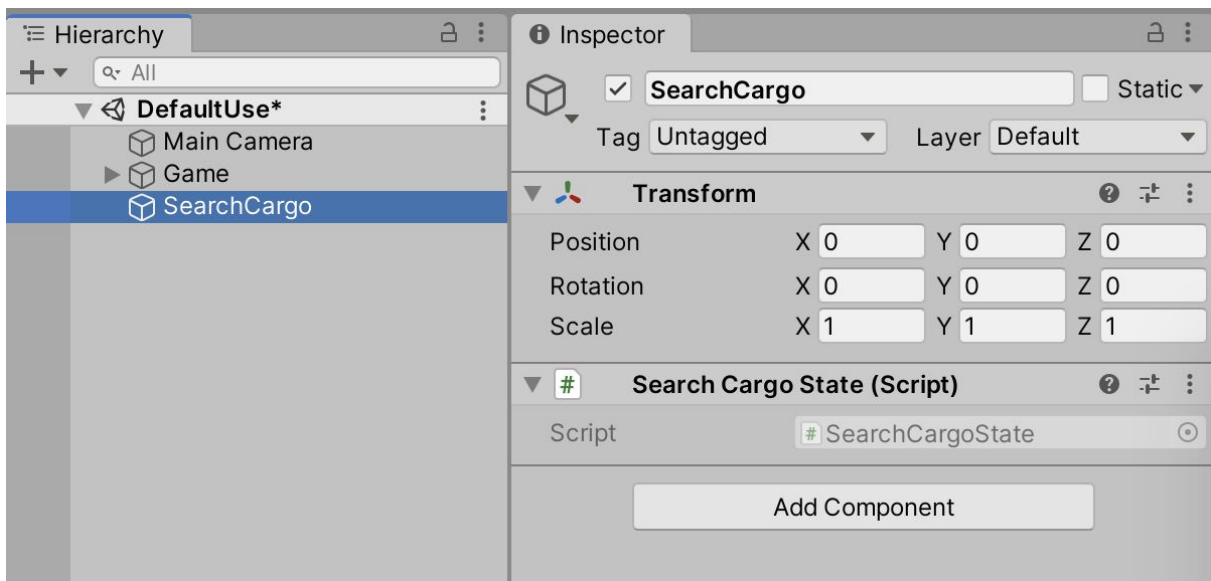 Hierarchy
All
DefaultUse*
Main Camera
Game
SearchCargo
Inspector
SearchCargo Static
Tag Untagged Layer Default
Transform
Position X 0 Y 0 Z 0
Rotation X 0 Y 0 Z 0
Scale X 1 Y 1 Z 1
# Search Cargo State (Script)
Script # SearchCargoState
Add Component